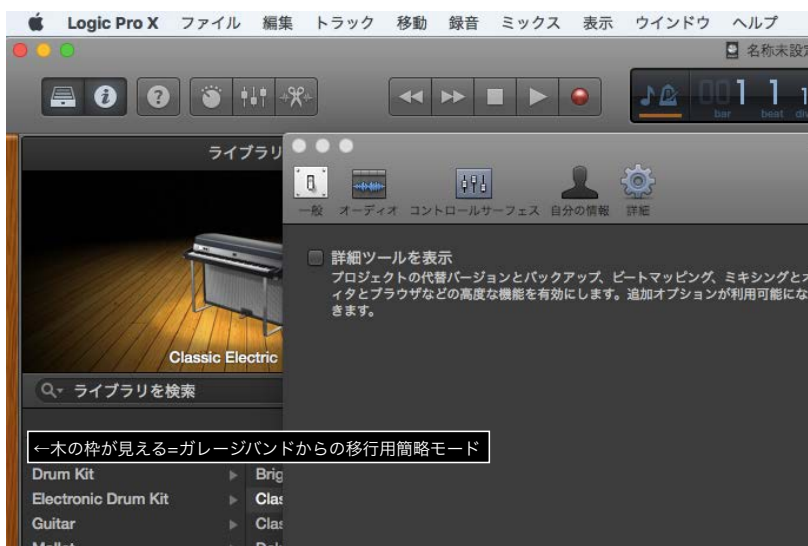 Logic Pro X ファイル 編集 トラック 移動 録音 ミックス 表示 ウインドウ ヘルプ
名称未設定
001 1 1
bar beat div
ライブラリ
一般 オーディオ コントロールサーフェス 自分の情報 詳細
詳細ツールを表示
プロジェクトの代替バージョンとバックアップ、ビートマッピング、ミキシングとオ
ィタとブラウザなどの高度な機能を有効にします。追加オプションが利用可能にな
きます。
Classic Electric
ライブラリを検索
←木の枠が見える=ガレージバンドからの移行用簡略モード
Drum Kit Brig
Electronic Drum Kit Clas
Guitar Clas